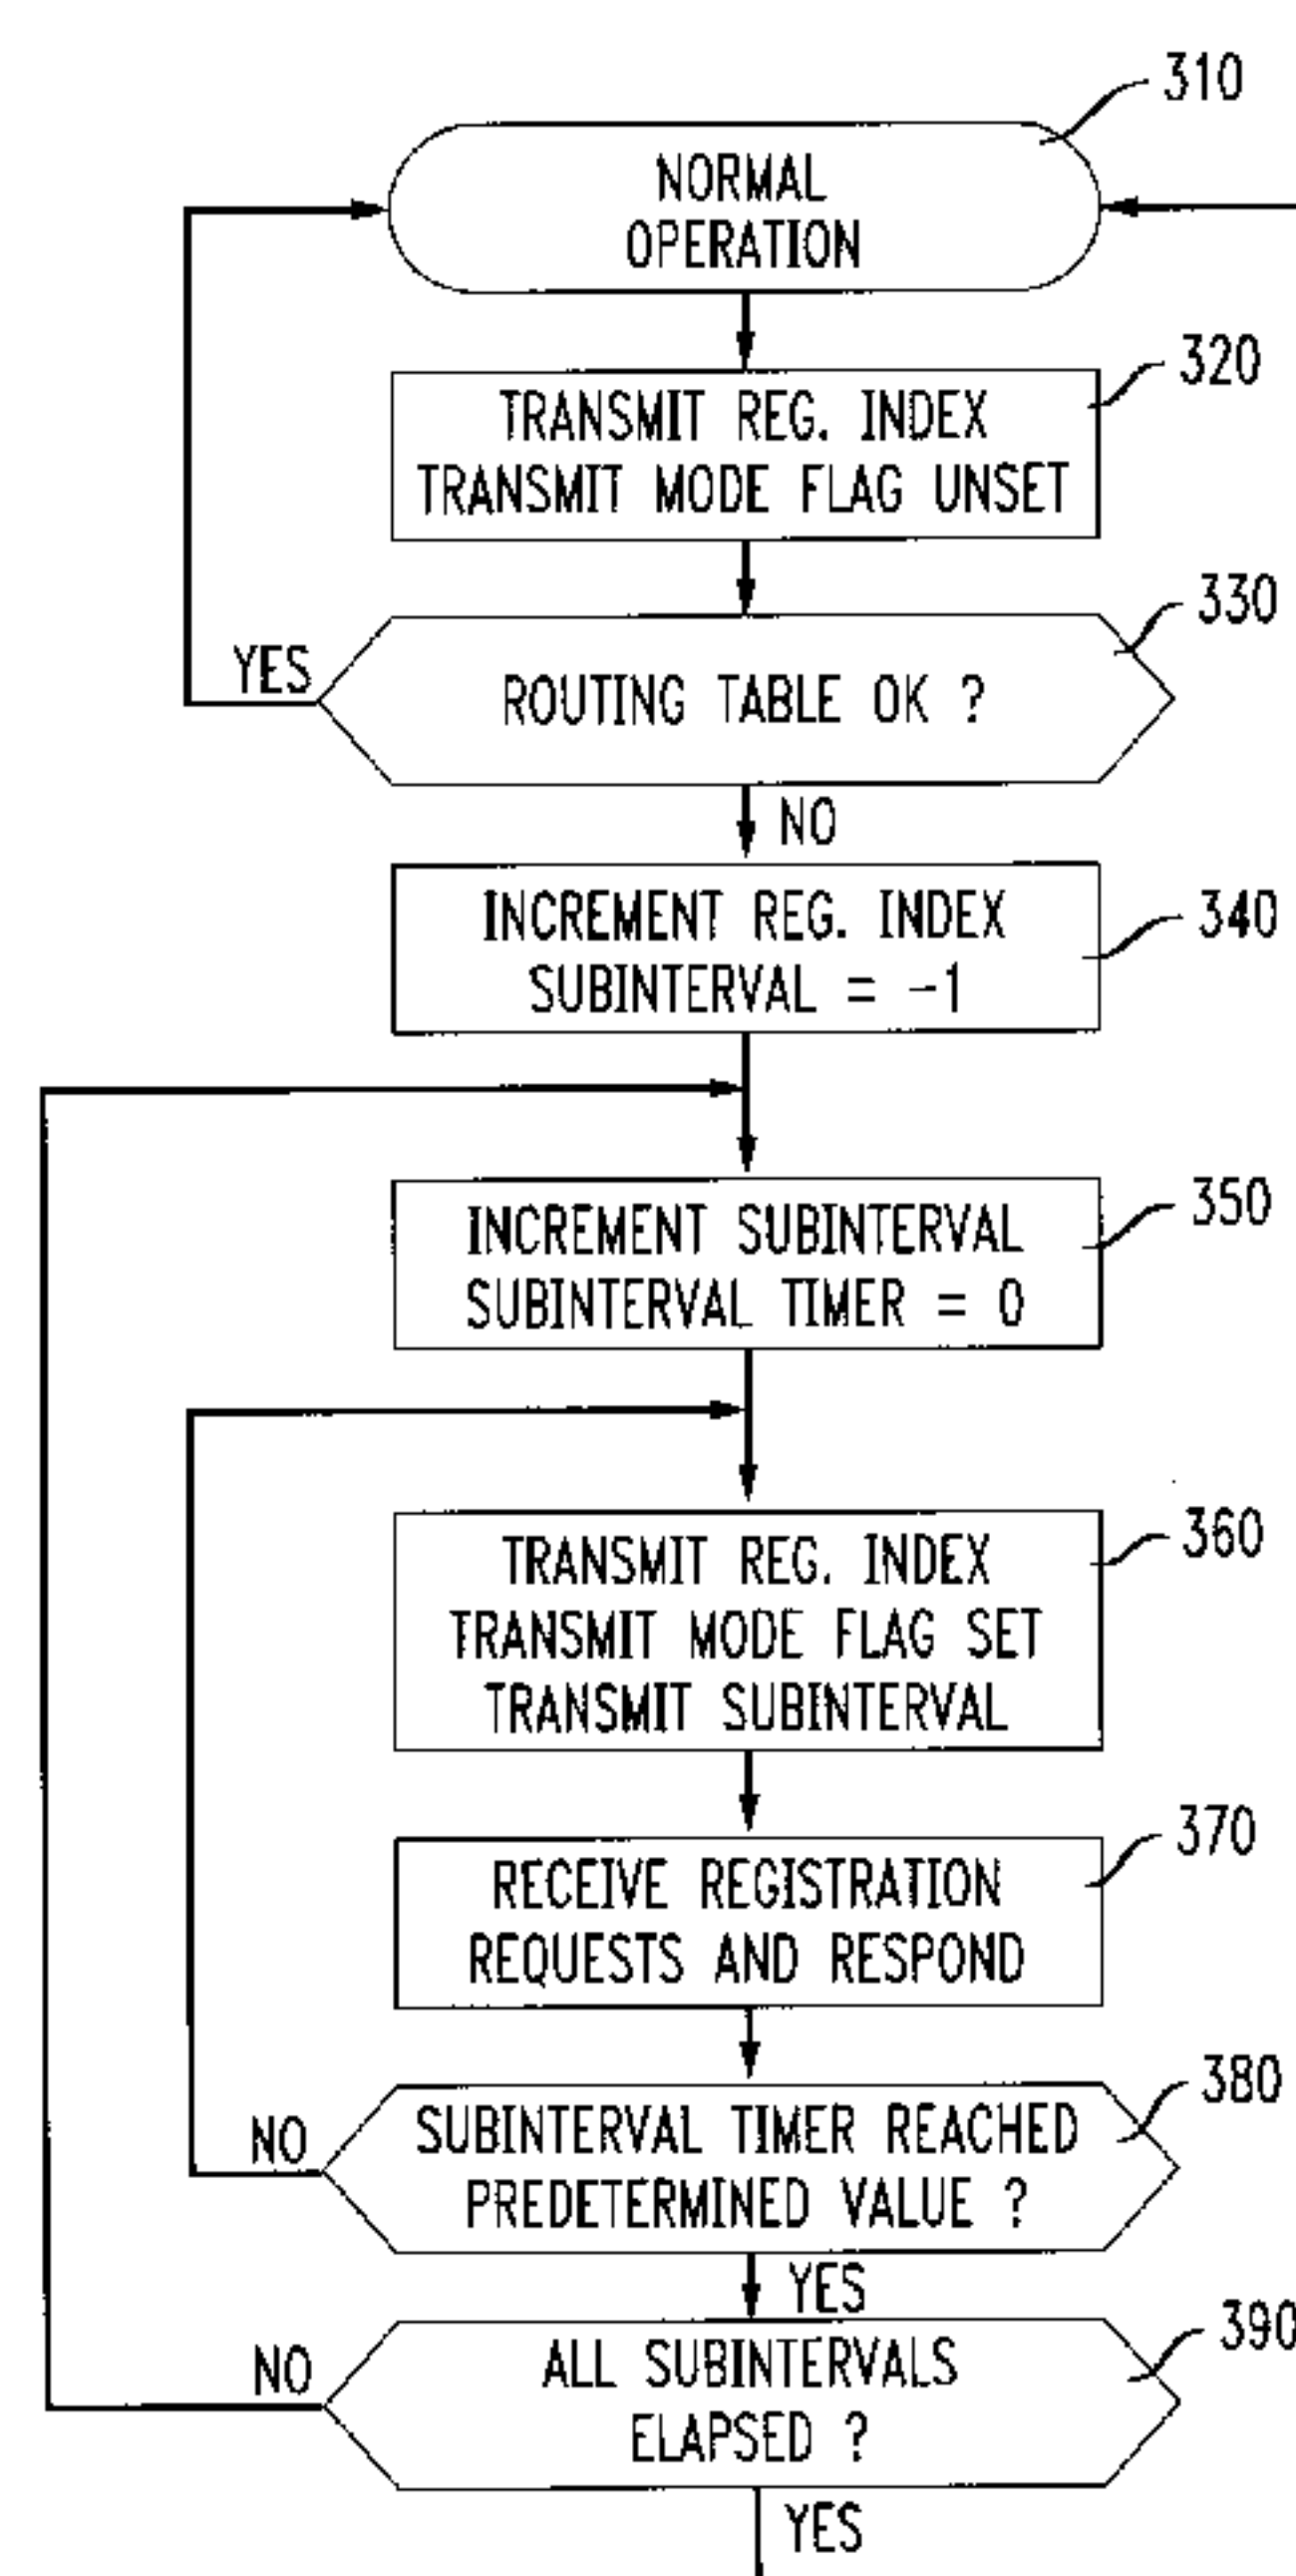 310
NORMAL
OPERATION
320
TRANSMIT REG. INDEX
TRANSMIT MODE FLAG UNSET
330
YES
ROUTING TABLE OK ?
NO
340
INCREMENT REG. INDEX
SUBINTERVAL = -1
350
INCREMENT SUBINTERVAL
SUBINTERVAL TIMER = 0
360
TRANSMIT REG. INDEX
TRANSMIT MODE FLAG SET
TRANSMIT SUBINTERVAL
370
RECEIVE REGISTRATION
REQUESTS AND RESPOND
380
NO
SUBINTERVAL TIMER REACHED
PREDETERMINED VALUE ?
YES
390
NO
ALL SUBINTERVALS
ELAPSED ?
YES